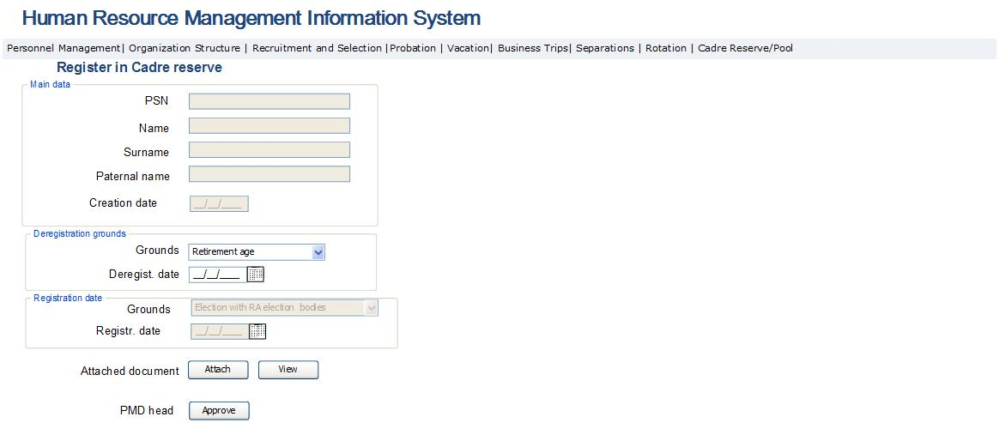 Human Resource Management Information System
Personnel Management| Organization Structure | Recruitment and Selection |Probation | Vacation| Business Trips| Separations | Rotation | Cadre Reserve/Pool
Register in Cadre reserve
Main data
PSN
Name
Surname
Paternal name
Creation date __/__/____
Deregistration grounds
Grounds Retirement age
Deregist. date __/__/____
Registration date
Grounds Election with RA election bodies
Registr. date __/__/____
Attached document Attach View
PMD head Approve